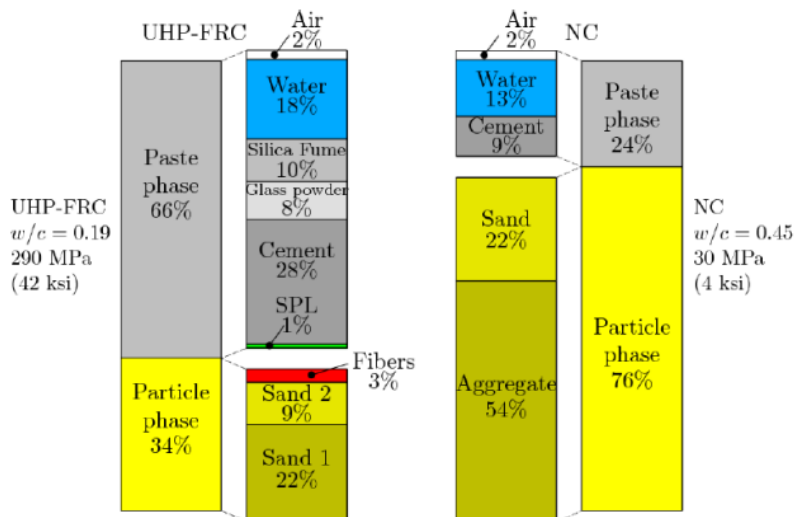 UHP-FRC
Air
2%
Water
18%
Silica Fume
10%
Glass powder
8%
Cement
28%
SPL
1%
Paste
phase
66%
UHP-FRC
w/c = 0.19
290 MPa
(42 ksi)
Particle
phase
34%
Fibers
3%
Sand 2
9%
Sand 1
22%
Air
2%
NC
Water
13%
Cement
9%
Paste
phase
24%
Sand
22%
Aggregate
54%
Particle
phase
76%
NC
w/c = 0.45
30 MPa
(4 ksi)